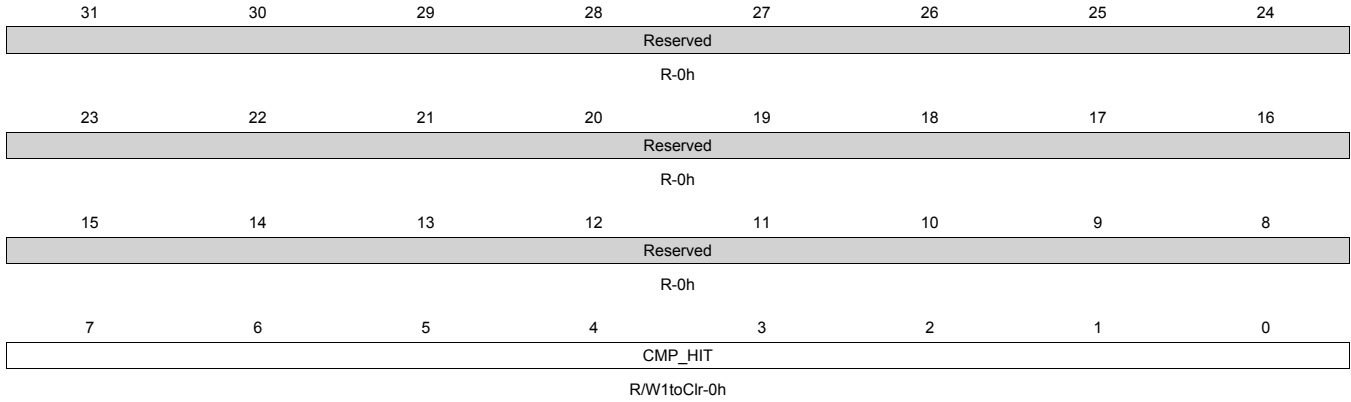 31 30 29 28 27 26 25 24
Reserved
R-0h
23 22 21 20 19 18 17 16
Reserved
R-0h
15 14 13 12 11 10 9 8
Reserved
R-0h
7 6 5 4 3 2 1 0
CMP_HIT
R/W1toClr-0h